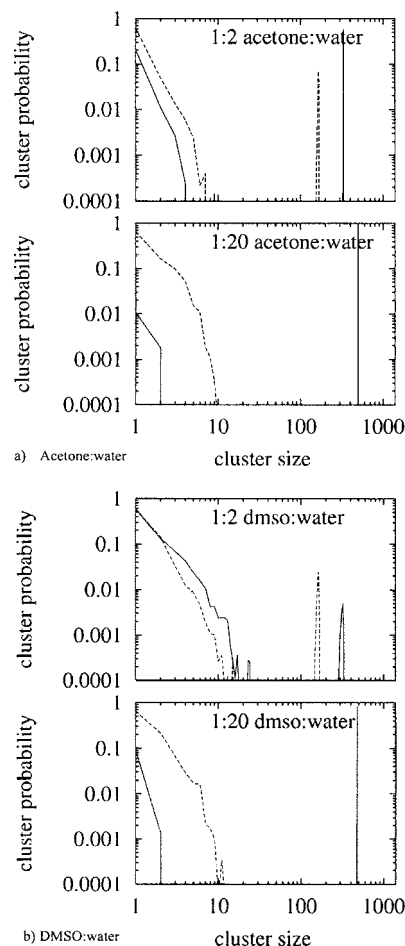 1
0.1
0.01
0.001
0.0001
cluster probability
1:2 acetone:water
1
0.1
0.01
0.001
0.0001
cluster probability
1:20 acetone:water
1 10 100 1000
a) Acetone:water
cluster size
1
0.1
0.01
0.001
0.0001
cluster probability
1:2 dmso:water
1
0.1
0.01
0.001
0.0001
cluster probability
1:20 dmso:water
1 10 100 1000
b) DMSO:water
cluster size